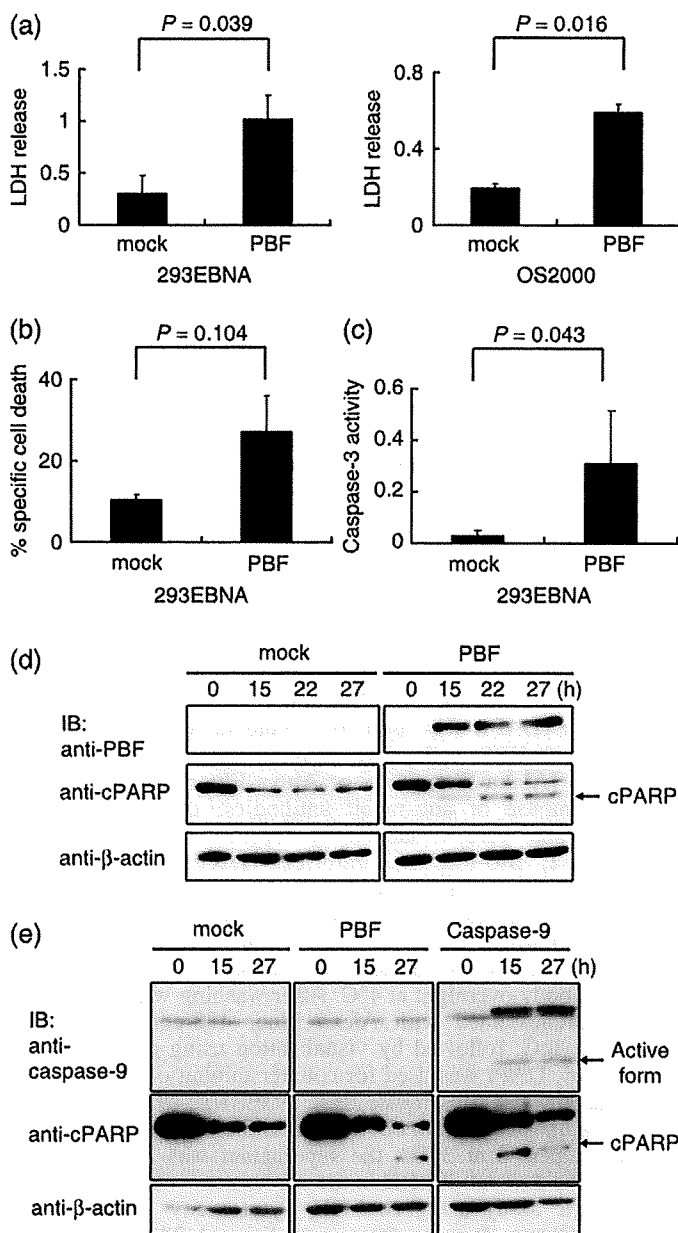 (a)
P = 0.039
P = 0.016
LDH release
1.5
1
0.5
0
mock
PBF
293EBNA
LDH release
0.8
0.4
0
mock
PBF
OS2000
(b)
P = 0.104
% specific cell death
40
20
0
mock
PBF
293EBNA
(c)
P = 0.043
Caspase-3 activity
0.6
0.4
0.2
0
mock
PBF
293EBNA
(d)
mock
PBF
0 15 22 27
0 15 22 27 (h)
IB:
anti-PBF
anti-cPARP
cPARP
anti-β-actin
(e)
mock
PBF
Caspase-9
0 15 27
0 15 27
0 15 27 (h)
IB:
anti-
caspase-9
Active
form
anti-cPARP
cPARP
anti-β-actin